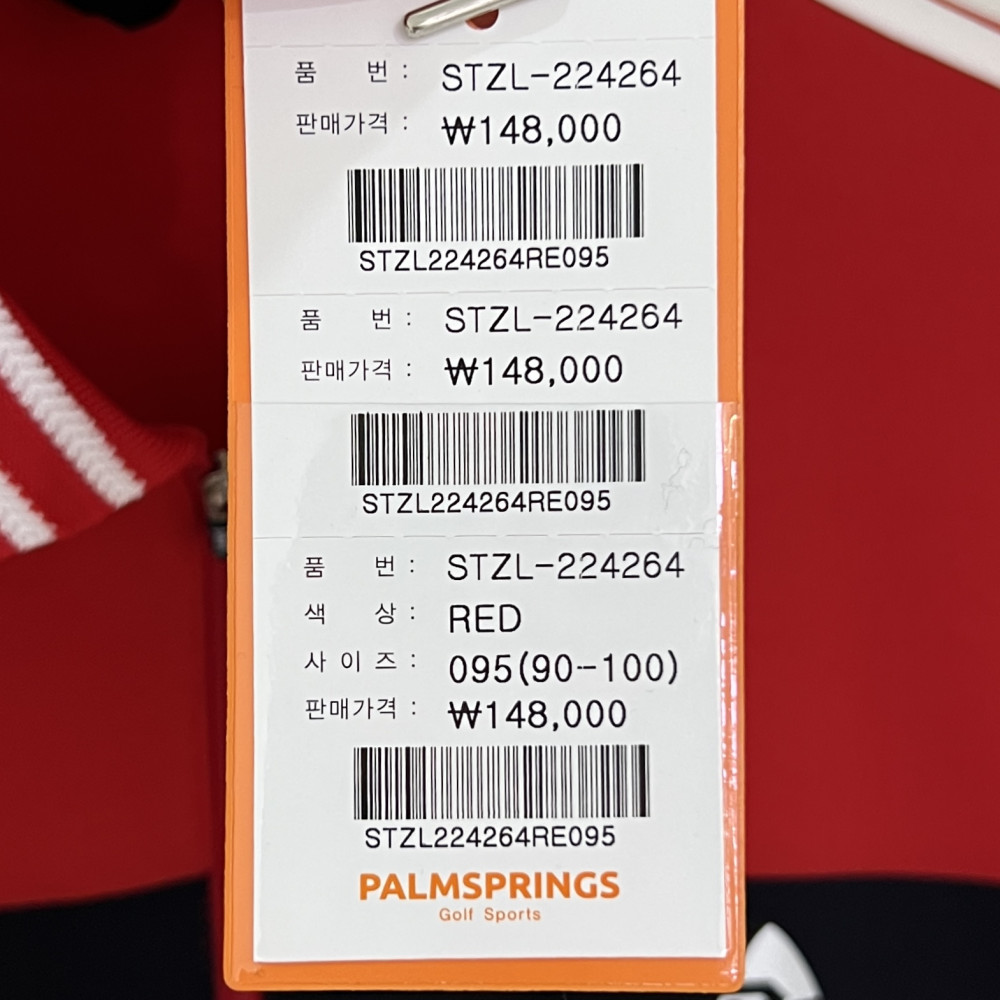 품 번 : STZL-224264
판매가격 : ₩148,000
STZL224264RE095
품 번 : STZL-224264
판매가격 : ₩148,000
STZL224264RE095
품 번 : STZL-224264
색 상 : RED
사 이 즈 : 095(90-100)
판매가격 : ₩148,000
STZL224264RE095
PALMSPRINGS
Golf Sports